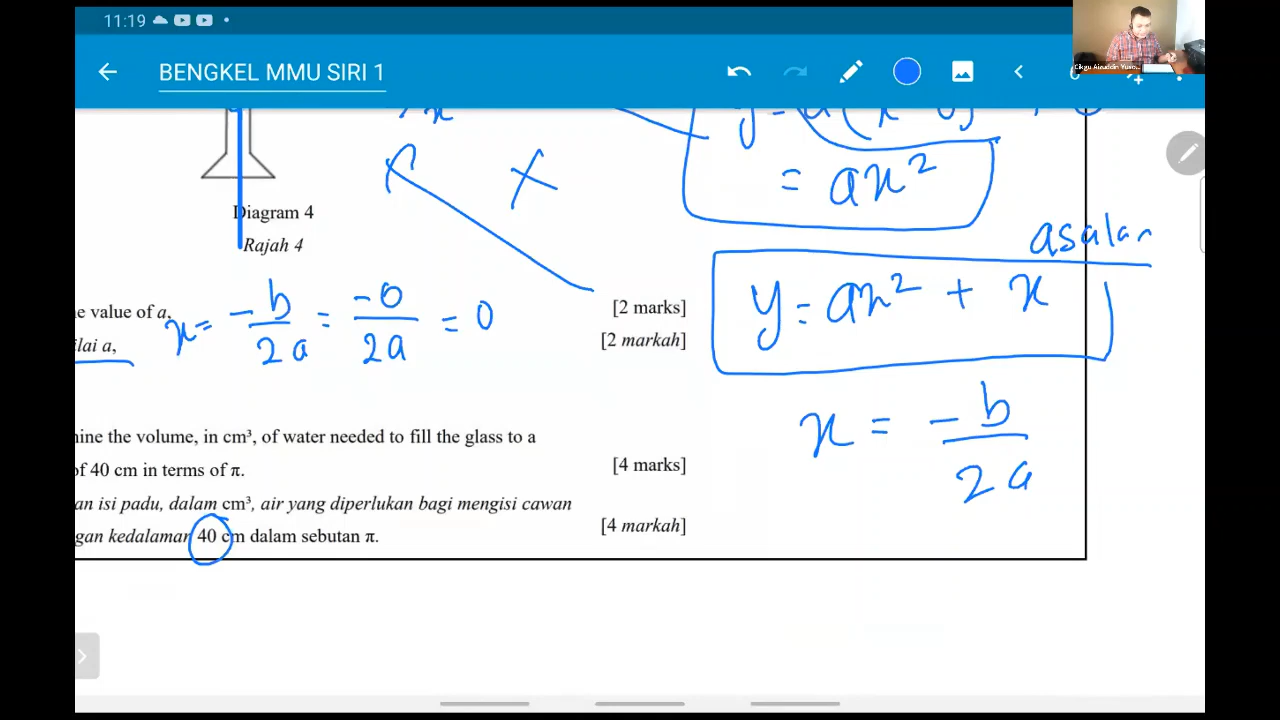 11:19
BENGKEL MMU SIRI 1
Cikgu Aizuddin Yuso...
= ax²
Diagram 4
Rajah 4
asalan
y = ax² + x
e value of a,
ilai a,
x = -b/2a = -0/2a = 0
[2 marks]
[2 markah]
x = -b/2a
nine the volume, in cm³, of water needed to fill the glass to a
of 40 cm in terms of π.
[4 marks]
an isi padu, dalam cm³, air yang diperlukan bagi mengisi cawan
gan kedalaman 40 cm dalam sebutan π.
[4 markah]